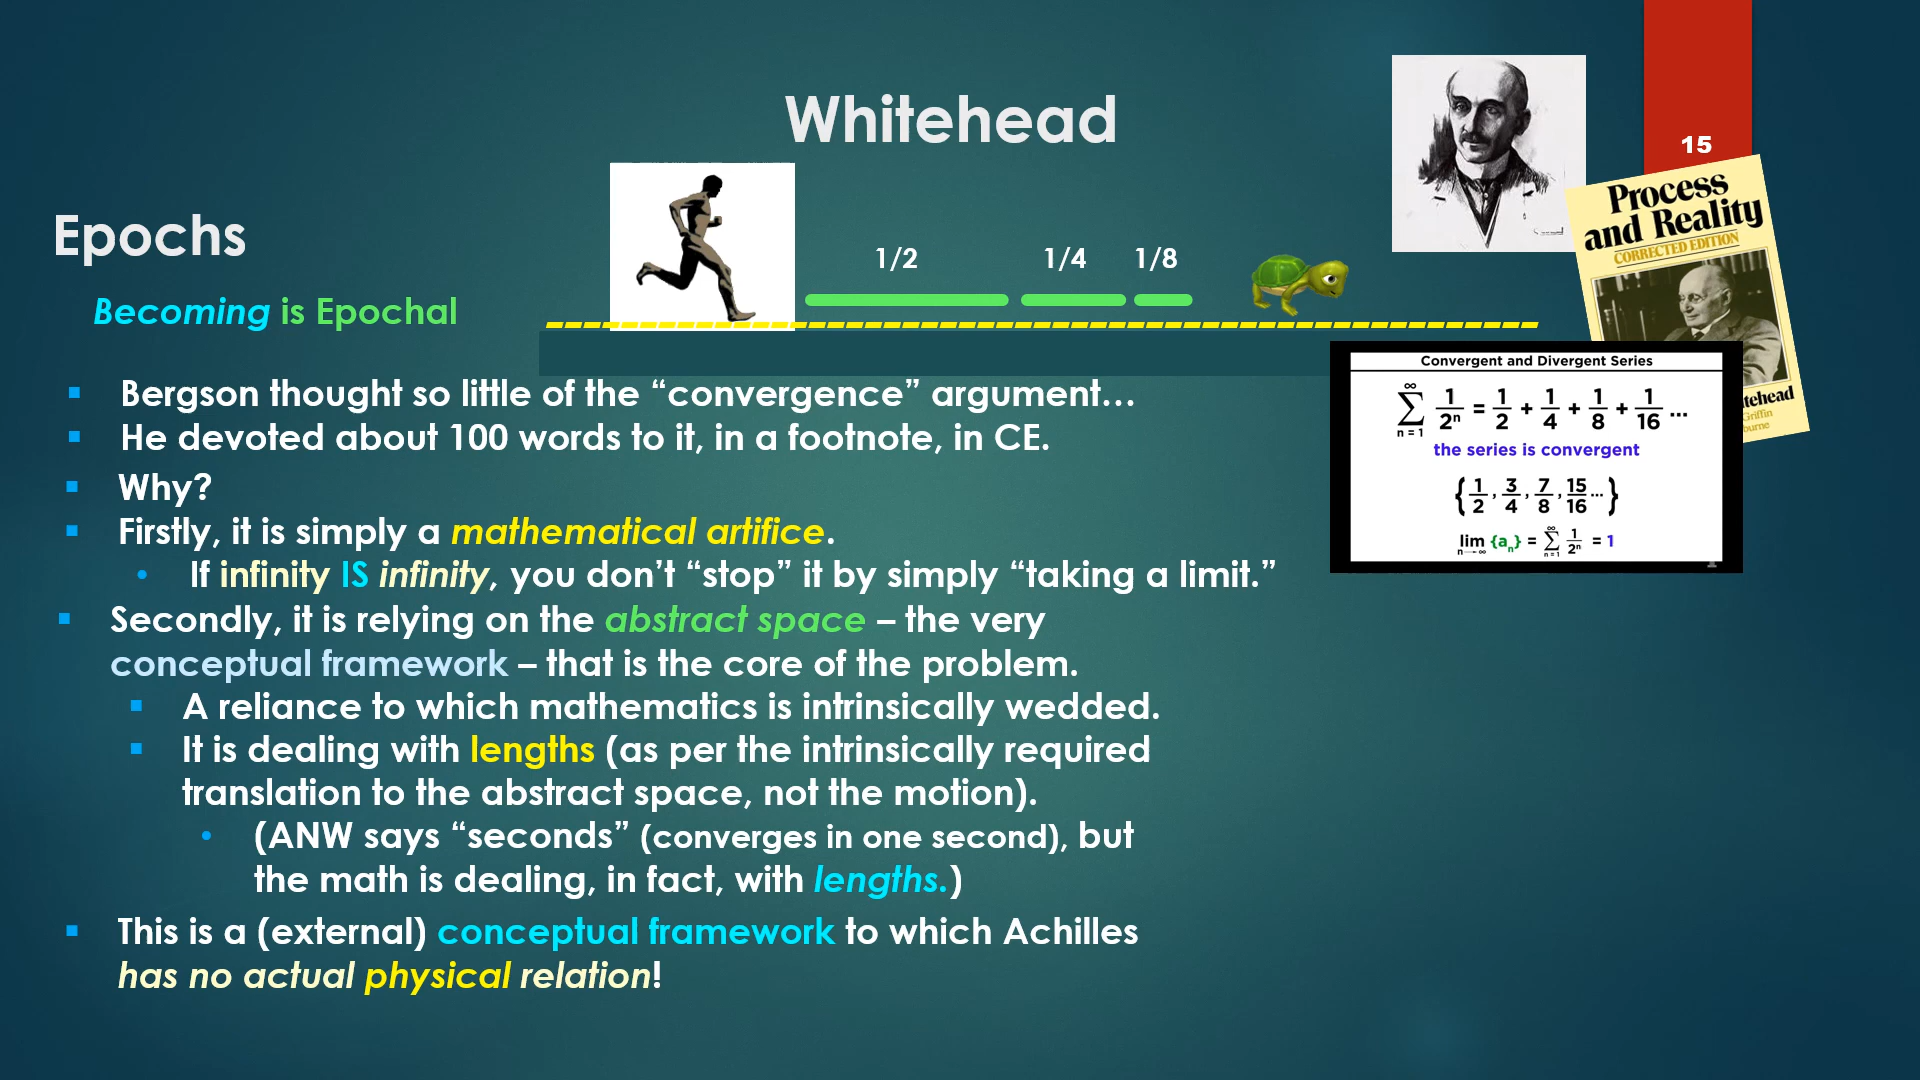 Whitehead
15
Epochs
Becoming is Epochal
1/2 1/4 1/8
Process
and Reality
CORRECTED EDITION
tehead
Griffin
burne
Convergent and Divergent Series
∞
∑ 1/2ⁿ = 1/2 + 1/4 + 1/8 + 1/16 ...
n = 1
the series is convergent
{ 1/2, 3/4, 7/8, 15/16 ... }
lim {aₙ} = ∑ 1/2ⁿ = 1
n→∞ n = 1
Bergson thought so little of the “convergence” argument…
He devoted about 100 words to it, in a footnote, in CE.
Why?
Firstly, it is simply a mathematical artifice.
If infinity IS infinity, you don’t “stop” it by simply “taking a limit.”
Secondly, it is relying on the abstract space – the very
conceptual framework – that is the core of the problem.
A reliance to which mathematics is intrinsically wedded.
It is dealing with lengths (as per the intrinsically required
translation to the abstract space, not the motion).
(ANW says “seconds” (converges in one second), but
the math is dealing, in fact, with lengths.)
This is a (external) conceptual framework to which Achilles
has no actual physical relation!